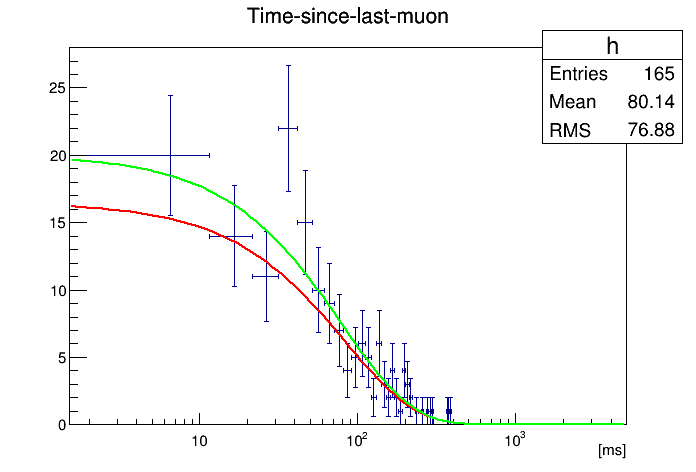 Time-since-last-muon
h
Entries 165
Mean 80.14
RMS 76.88
25
20
15
10
5
0
10 10² 10³
[ms]